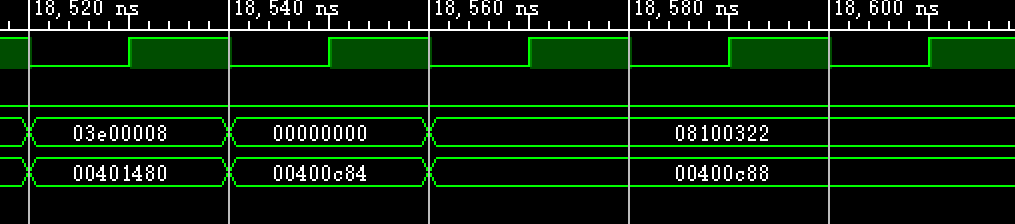 18,520 ns 18,540 ns 18,560 ns 18,580 ns 18,600 ns
03e00008 00000000 08100322
00401480 00400c84 00400c88